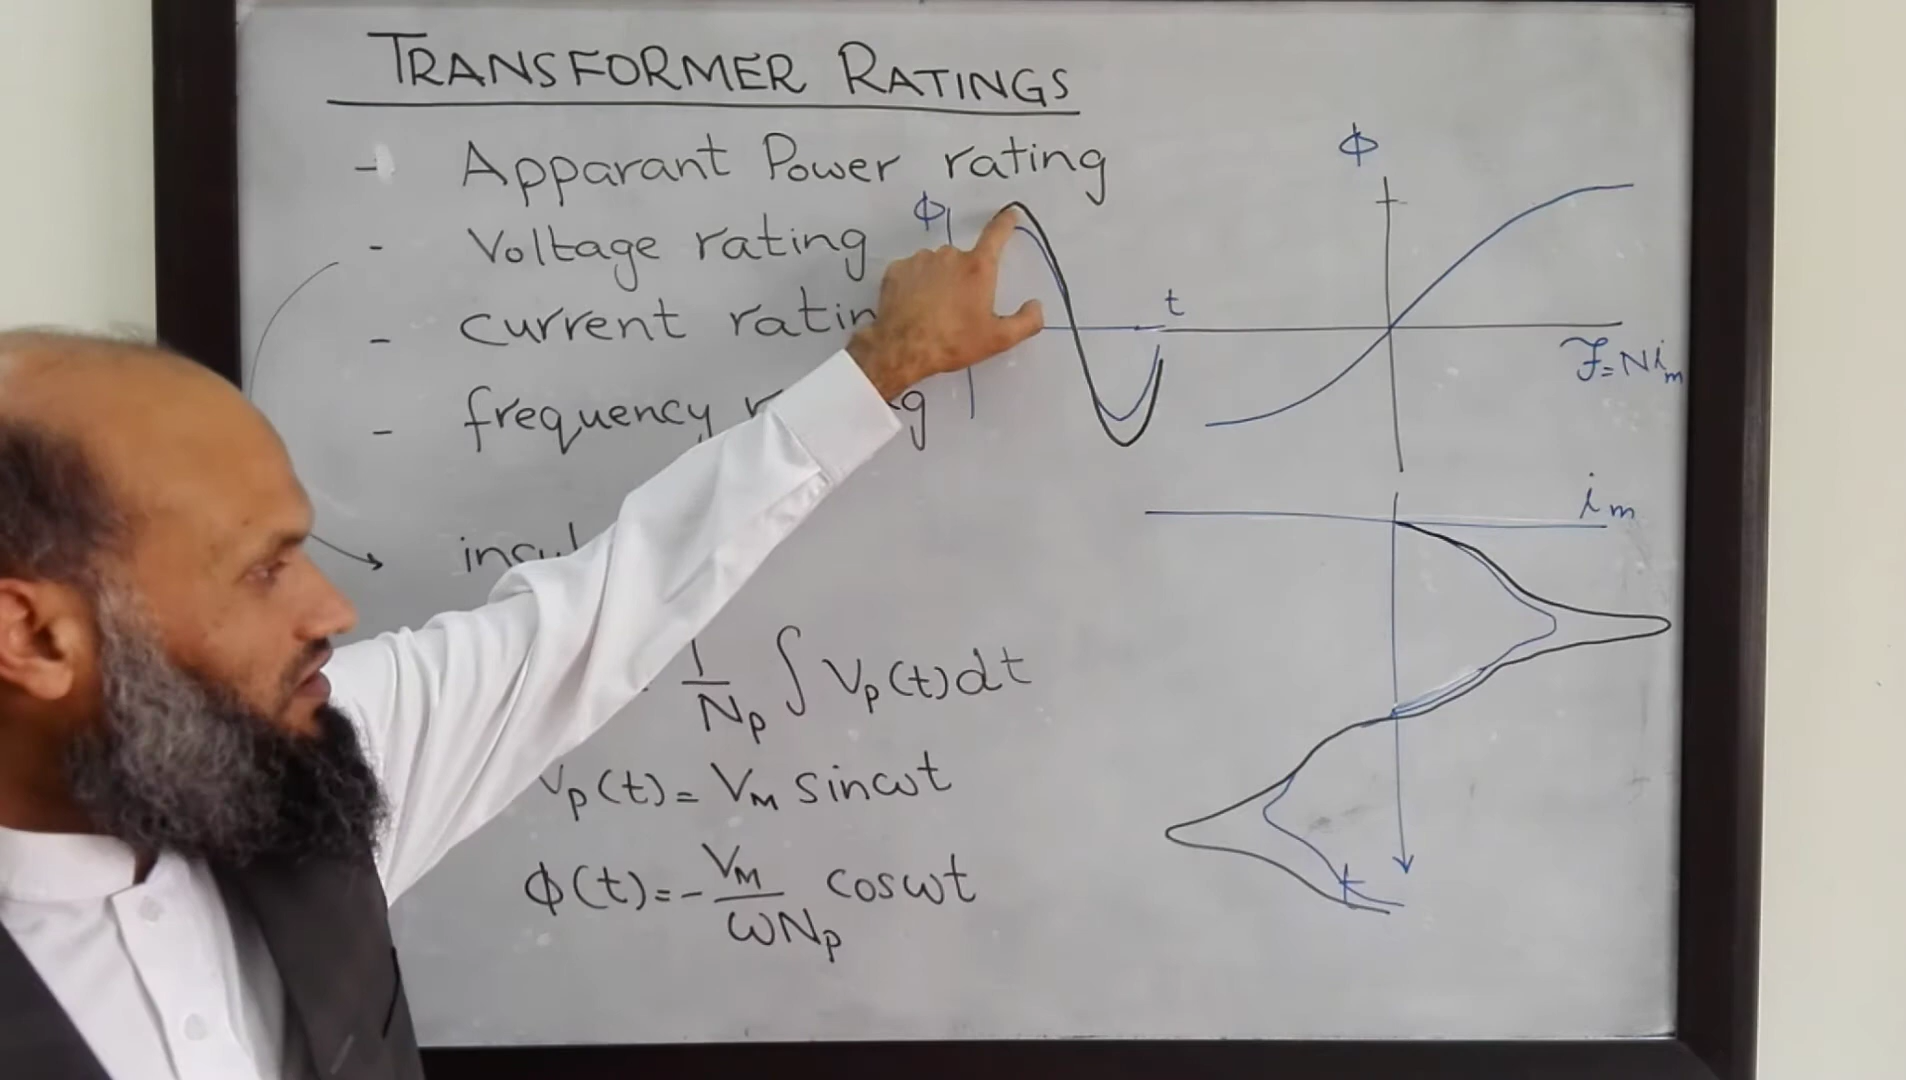 TRANSFORMER RATINGS
- Apparant Power rating
- Voltage rating
- current
- frequency
1/Np ∫ Vp(t)dt
Vp(t) = VM sinωt
ϕ(t) = - VM/ωNp cosωt
ϕ
t
ϕ
ℱ = Nim
im
t